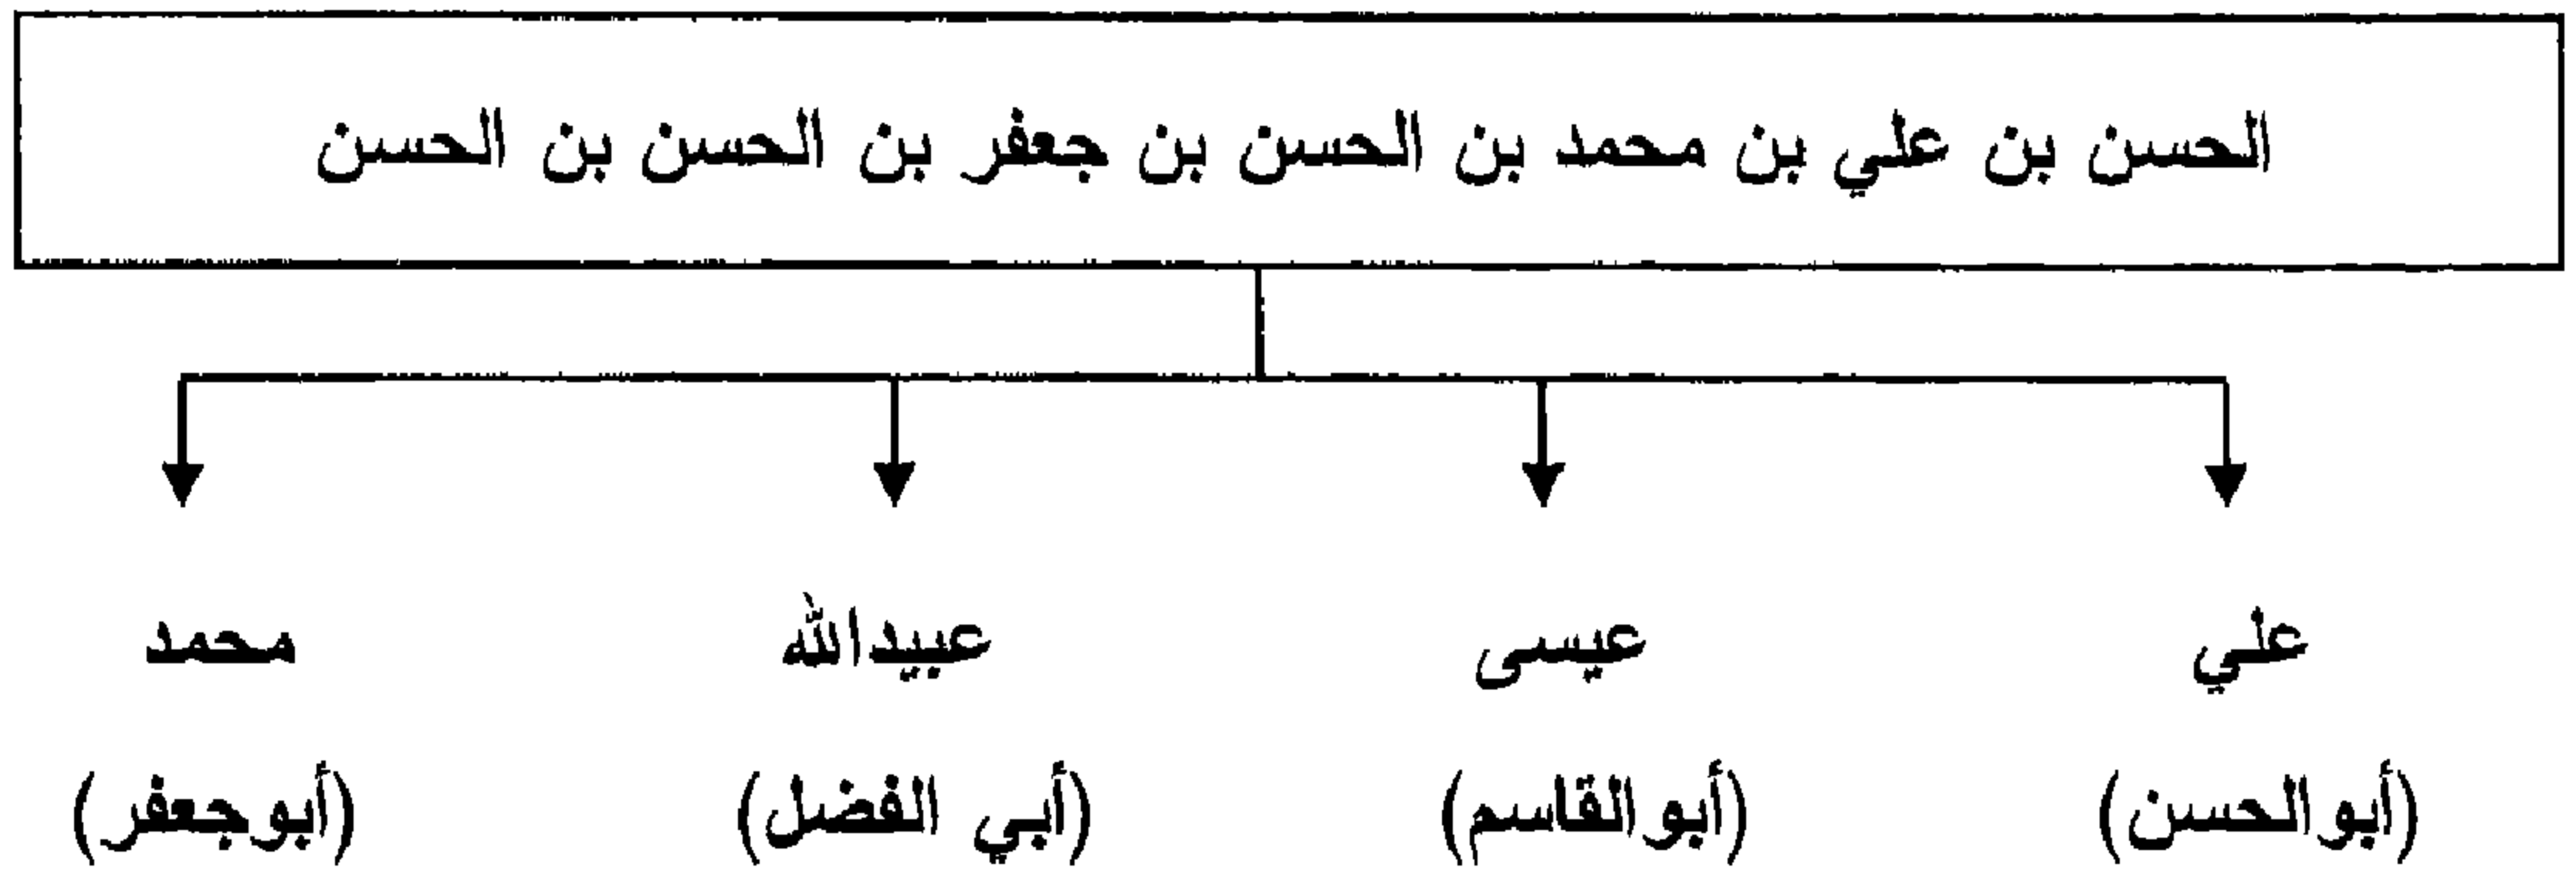 الحسن بن علي بن محمد بن الحسن بن جعفر بن الحسن بن الحسن
علي عيسى عبيدالله محمد
(أبوالحسن) (أبوالقاسم) (أبي الفضل) (أبوجعفر)